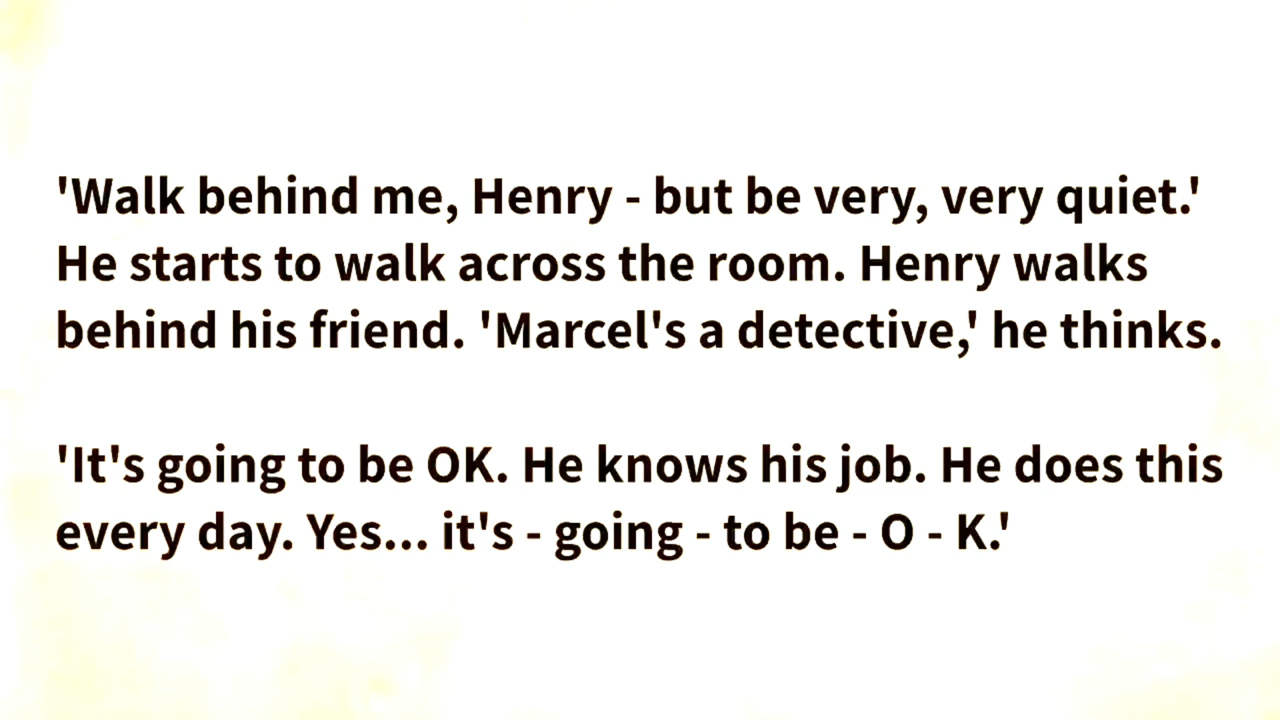 'Walk behind me, Henry - but be very, very quiet.'
He starts to walk across the room. Henry walks
behind his friend. 'Marcel's a detective,' he thinks.
'It's going to be OK. He knows his job. He does this
every day. Yes... it's - going - to be - O - K.'